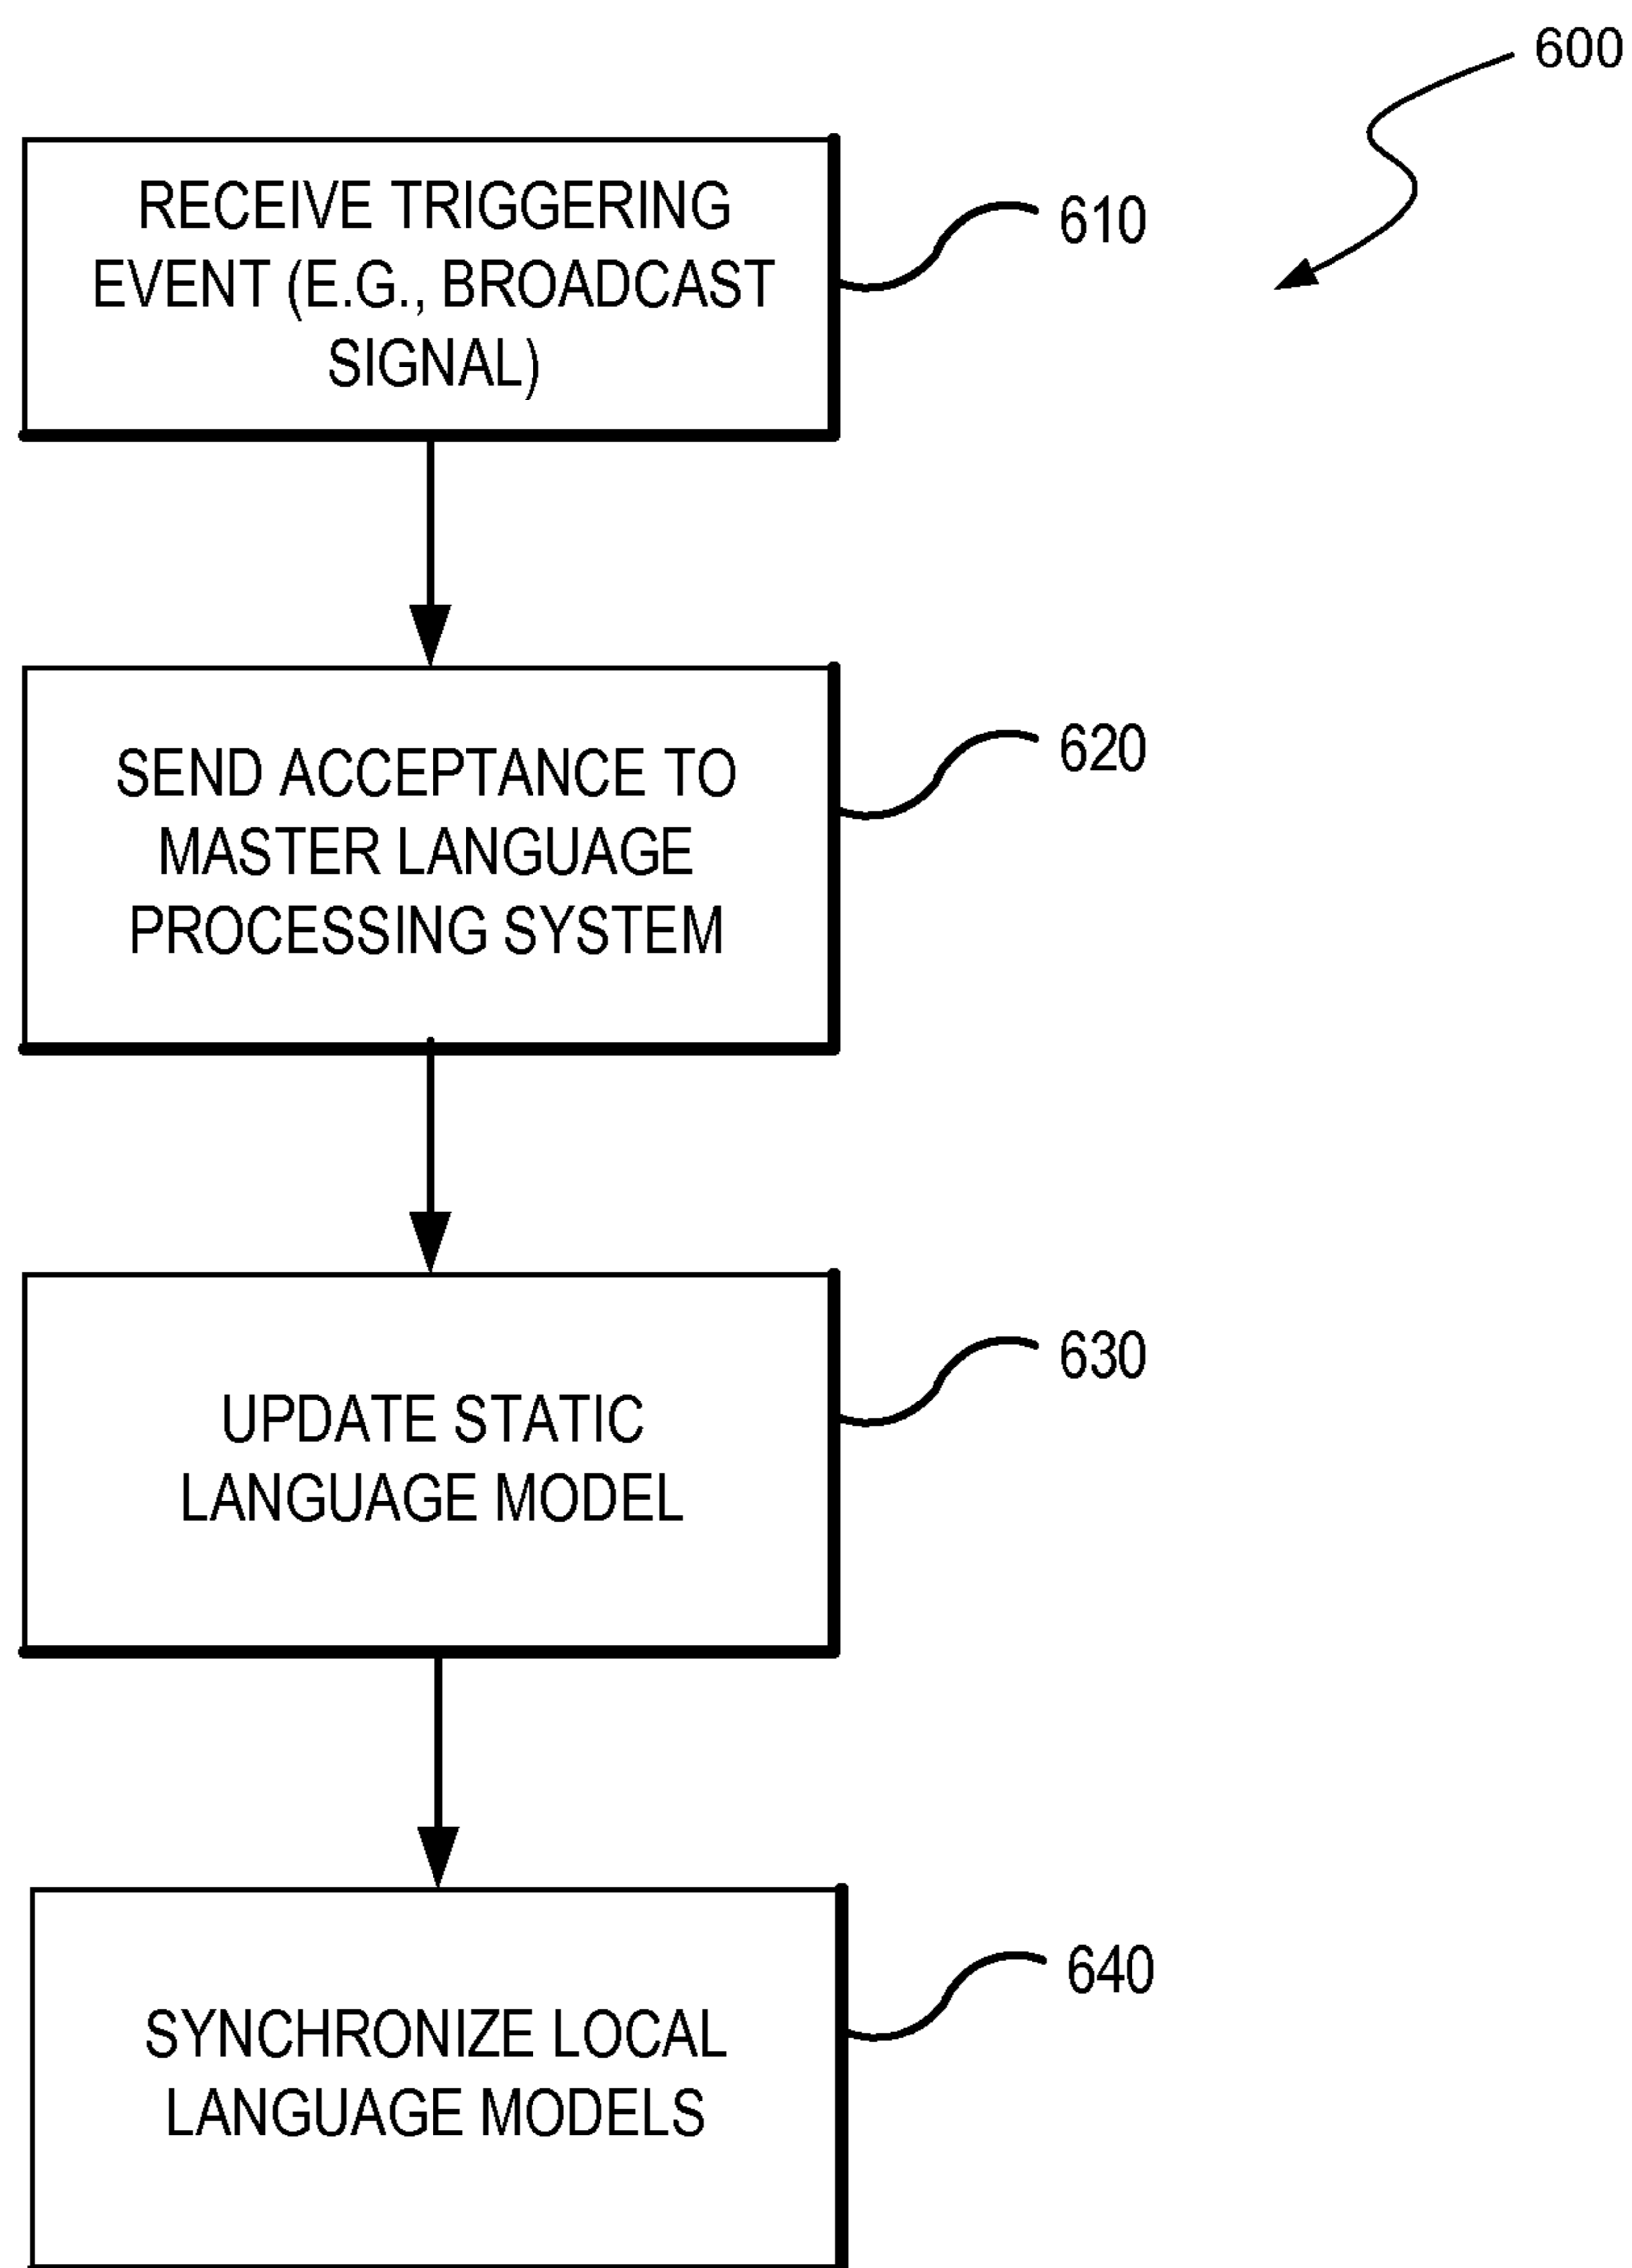 600
RECEIVE TRIGGERING
EVENT (E.G., BROADCAST
SIGNAL)
610
SEND ACCEPTANCE TO
MASTER LANGUAGE
PROCESSING SYSTEM
620
UPDATE STATIC
LANGUAGE MODEL
630
SYNCHRONIZE LOCAL
LANGUAGE MODELS
640